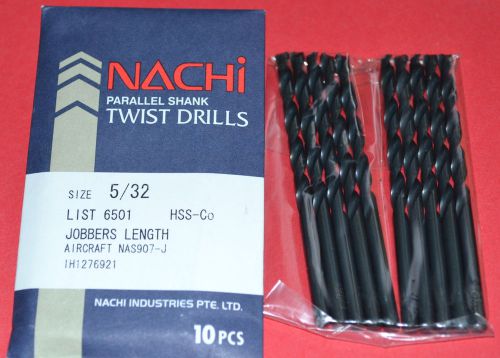 NACHi
PARALLEL SHANK
TWIST DRILLS
SIZE 5/32
LIST 6501 HSS-Co
JOBBERS LENGTH
AIRCRAFT NAS907-J
IHI276921
NACHI INDUSTRIES PTE. LTD.
10 PCS